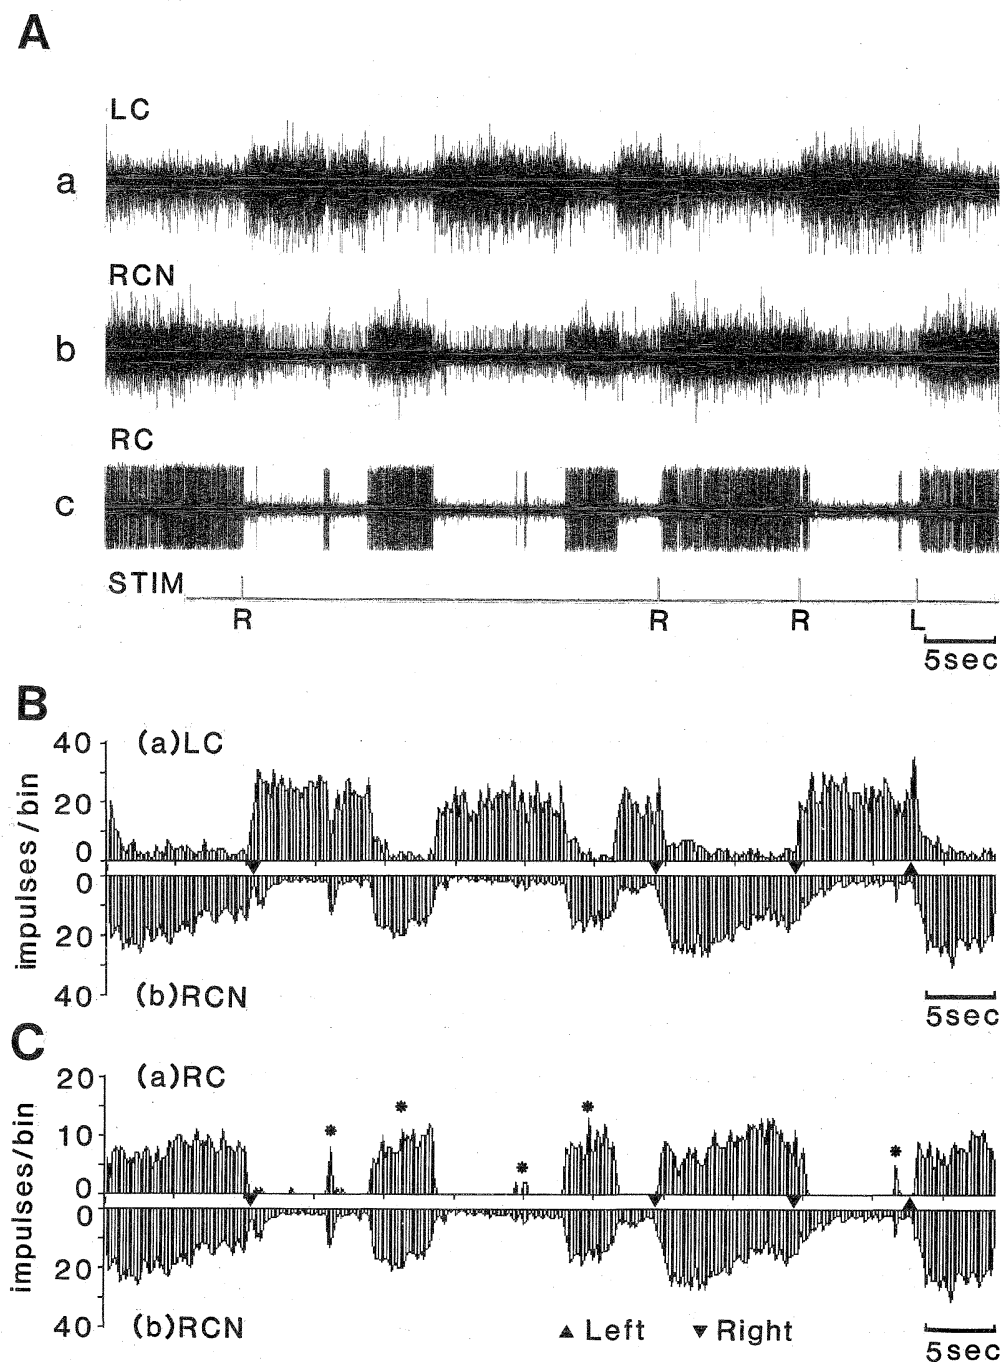 A
LC
a
RCN
b
RC
c
STIM
R R R L
5sec
B
40 (a)LC
20
0
0
20
40 (b)RCN
impulses/bin
5sec
C
20 (a)RC
* * * * *
10
0
0
20
40 (b)RCN
impulses/bin
▲ Left ▼ Right
5sec